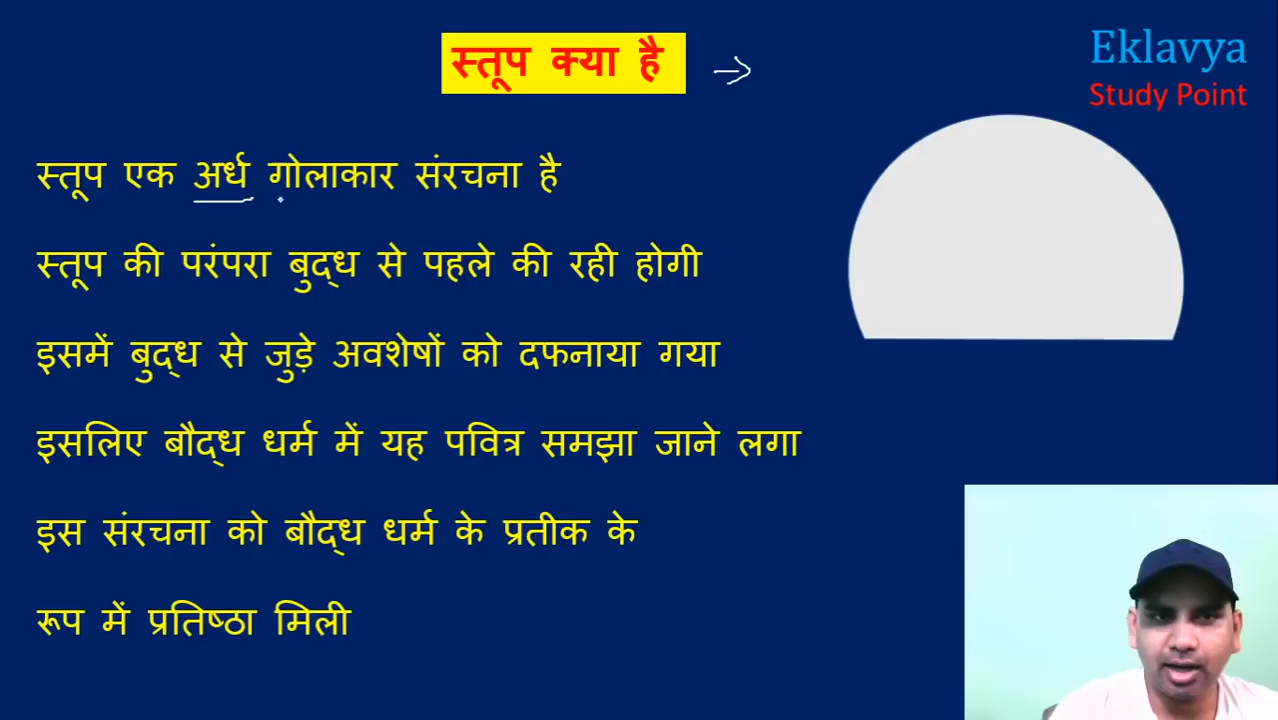 स्तूप क्या है
Eklavya
Study Point
स्तूप एक अर्ध गोलाकार संरचना है
स्तूप की परंपरा बुद्ध से पहले की रही होगी
इसमें बुद्ध से जुड़े अवशेषों को दफनाया गया
इसलिए बौद्ध धर्म में यह पवित्र समझा जाने लगा
इस संरचना को बौद्ध धर्म के प्रतीक के
रूप में प्रतिष्ठा मिली